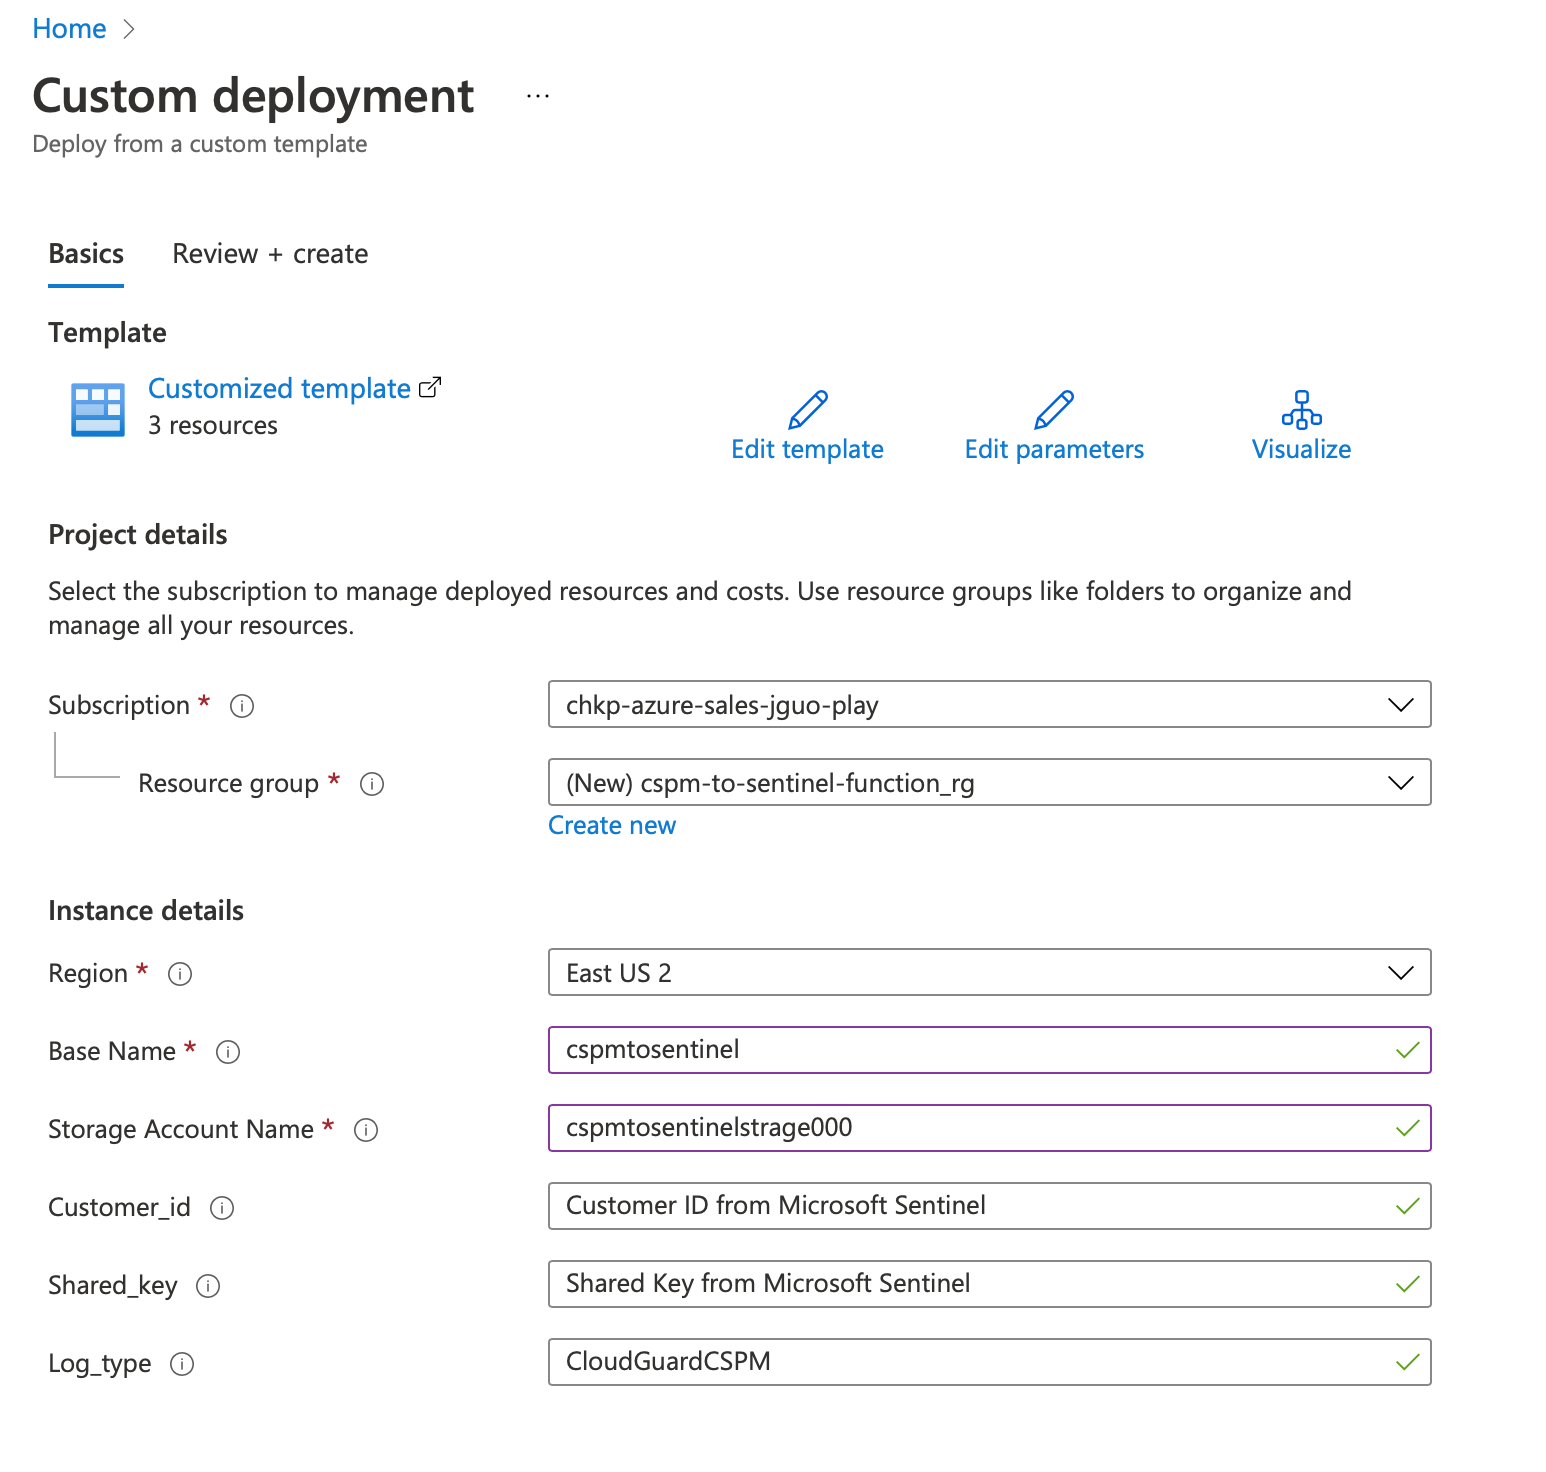 Home
Custom deployment ...
Deploy from a custom template
Basics Review + create
Template
Customized template
3 resources
Edit template Edit parameters Visualize
Project details
Select the subscription to manage deployed resources and costs. Use resource groups like folders to organize and
manage all your resources.
Subscription * chkp-azure-sales-jguo-play
Resource group * (New) cspm-to-sentinel-function_rg
Create new
Instance details
Region * East US 2
Base Name * cspmtosentinel
Storage Account Name * cspmtosentinelstrage000
Customer_id Customer ID from Microsoft Sentinel
Shared_key Shared Key from Microsoft Sentinel
Log_type CloudGuardCSPM